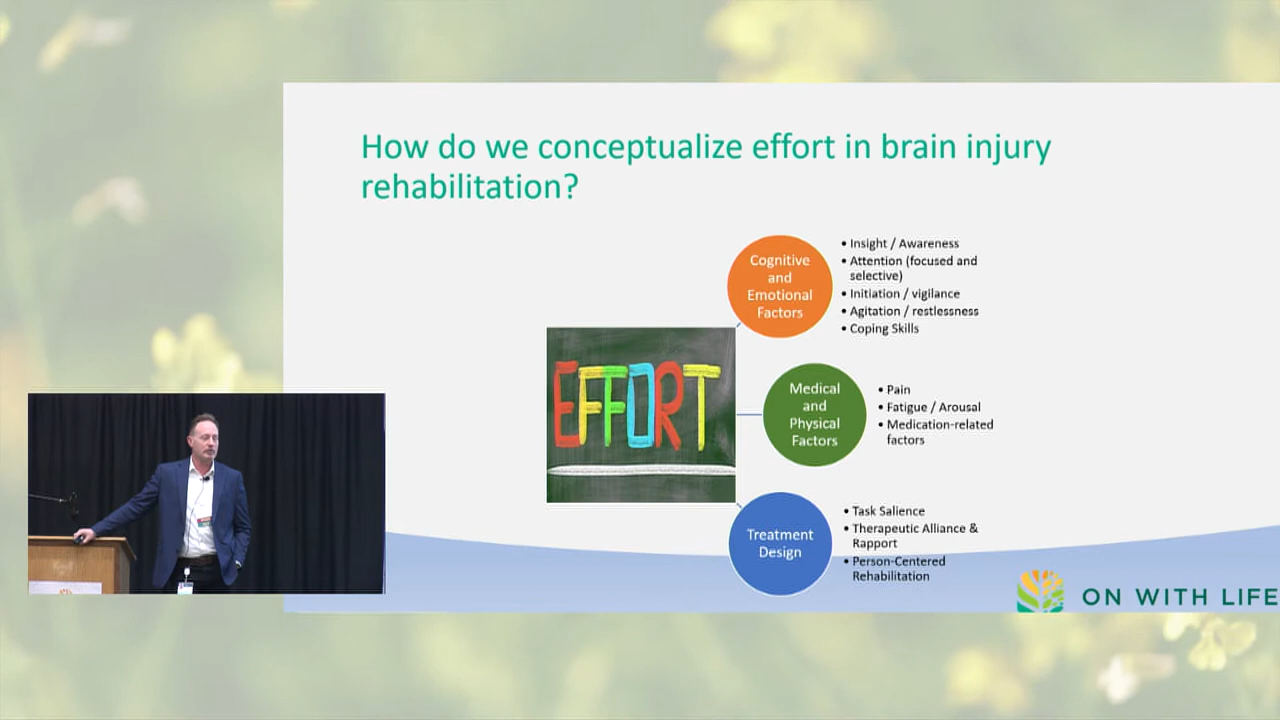 How do we conceptualize effort in brain injury
rehabilitation?
EFFORT
Cognitive
and
Emotional
Factors
• Insight / Awareness
• Attention (focused and
selective)
• Initiation / vigilance
• Agitation / restlessness
• Coping Skills
Medical
and
Physical
Factors
• Pain
• Fatigue / Arousal
• Medication-related
factors
Treatment
Design
• Task Salience
• Therapeutic Alliance &
Rapport
• Person-Centered
Rehabilitation
ON WITH LIFE